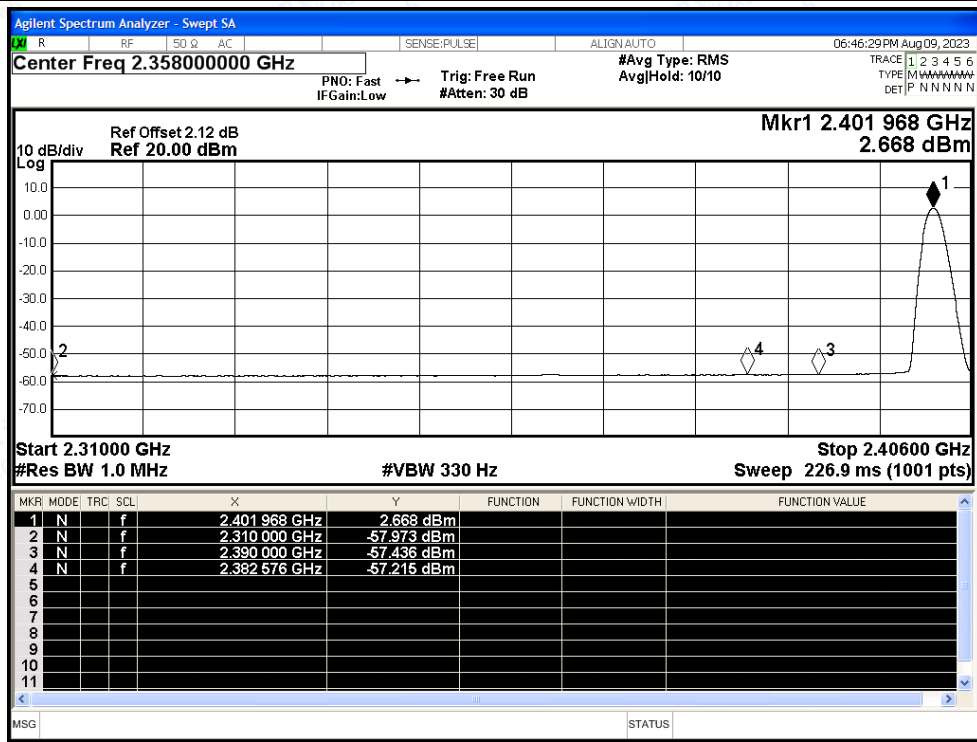 Agilent Spectrum Analyzer - Swept SA
LXI R RF 50 Ω AC SENSE:PULSE ALIGN AUTO 06:46:29 PM Aug 09, 2023
Center Freq 2.358000000 GHz
PNO: Fast
IFGain:Low
Trig: Free Run
#Atten: 30 dB
#Avg Type: RMS
Avg|Hold: 10/10
TRACE 1 2 3 4 5 6
TYPE M WWWWW
DET P N N N N N
Ref Offset 2.12 dB
10 dB/div Ref 20.00 dBm
Log
Mkr1 2.401 968 GHz
2.668 dBm
10.0
0.00
-10.0
-20.0
-30.0
-40.0
-50.0
-60.0
-70.0
1
2
4
3
Start 2.31000 GHz Stop 2.40600 GHz
#Res BW 1.0 MHz #VBW 330 Hz Sweep 226.9 ms (1001 pts)
MKR MODE TRC SCL X Y FUNCTION FUNCTION WIDTH FUNCTION VALUE
1 N f 2.401 968 GHz 2.668 dBm
2 N f 2.310 000 GHz -57.973 dBm
3 N f 2.390 000 GHz -57.436 dBm
4 N f 2.382 576 GHz -57.215 dBm
5
6
7
8
9
10
11
MSG STATUS